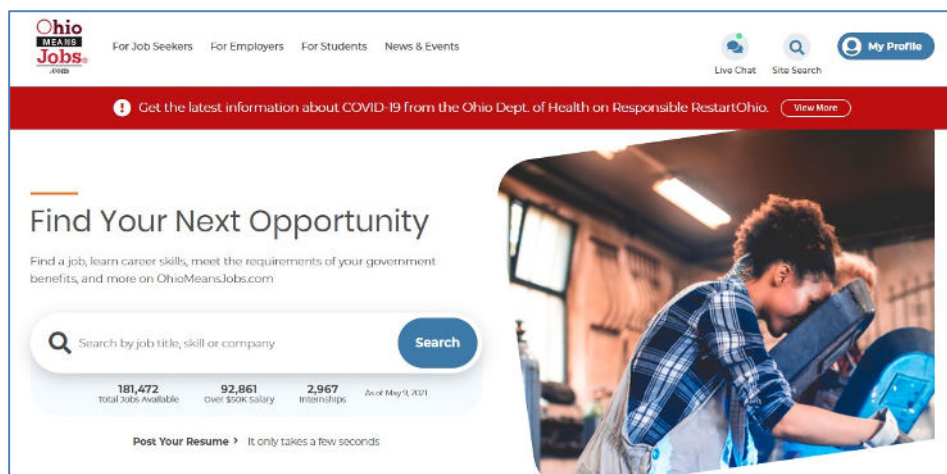 Ohio
MEANS
Jobs
.com
For Job Seekers
For Employers
For Students
News & Events
Live Chat
Site Search
My Profile
! Get the latest information about COVID-19 from the Ohio Dept. of Health on Responsible RestartOhio. View More
Find Your Next Opportunity
Find a job, learn career skills, meet the requirements of your government
benefits, and more on OhioMeansJobs.com
Search by job title, skill or company
Search
181,472
Total Jobs Available
92,861
Over $50K Salary
2,967
Internships
As of May 9, 2021
Post Your Resume > It only takes a few seconds